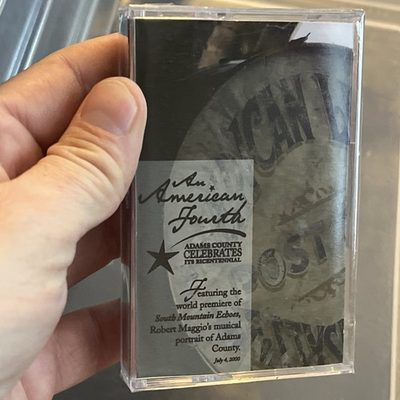 An
American
Fourth
ADAMS COUNTY
CELEBRATES
ITS BICENTENNIAL
Featuring the
world premiere of
South Mountain Echoes,
Robert Maggio's musical
portrait of Adams
County.
July 4, 2000